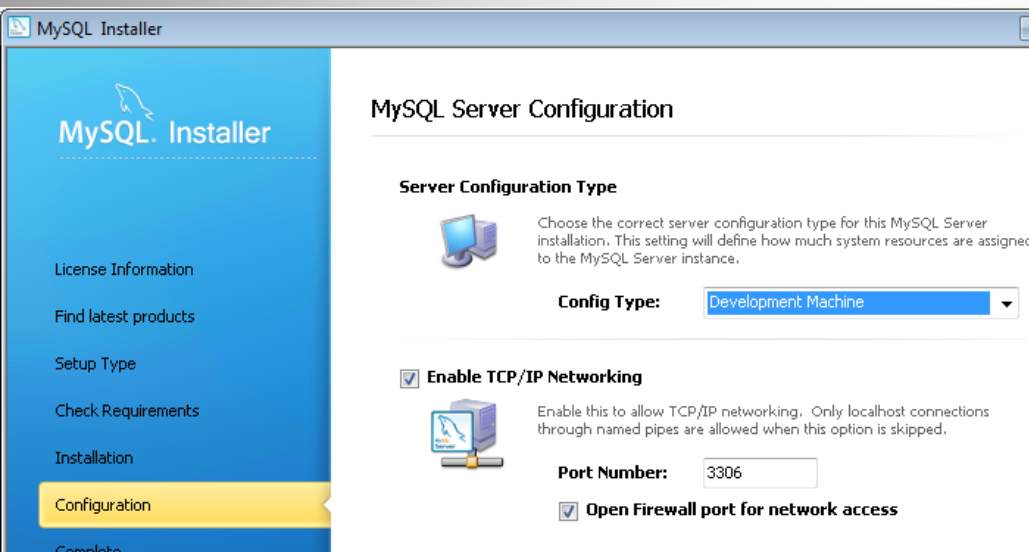 MySQL Installer
MySQL. Installer
License Information
Find latest products
Setup Type
Check Requirements
Installation
Configuration
Complete
MySQL Server Configuration
Server Configuration Type
Choose the correct server configuration type for this MySQL Server
installation. This setting will define how much system resources are assigned
to the MySQL Server instance.
Config Type: Development Machine
Enable TCP/IP Networking
Enable this to allow TCP/IP networking. Only localhost connections
through named pipes are allowed when this option is skipped.
Port Number: 3306
Open Firewall port for network access